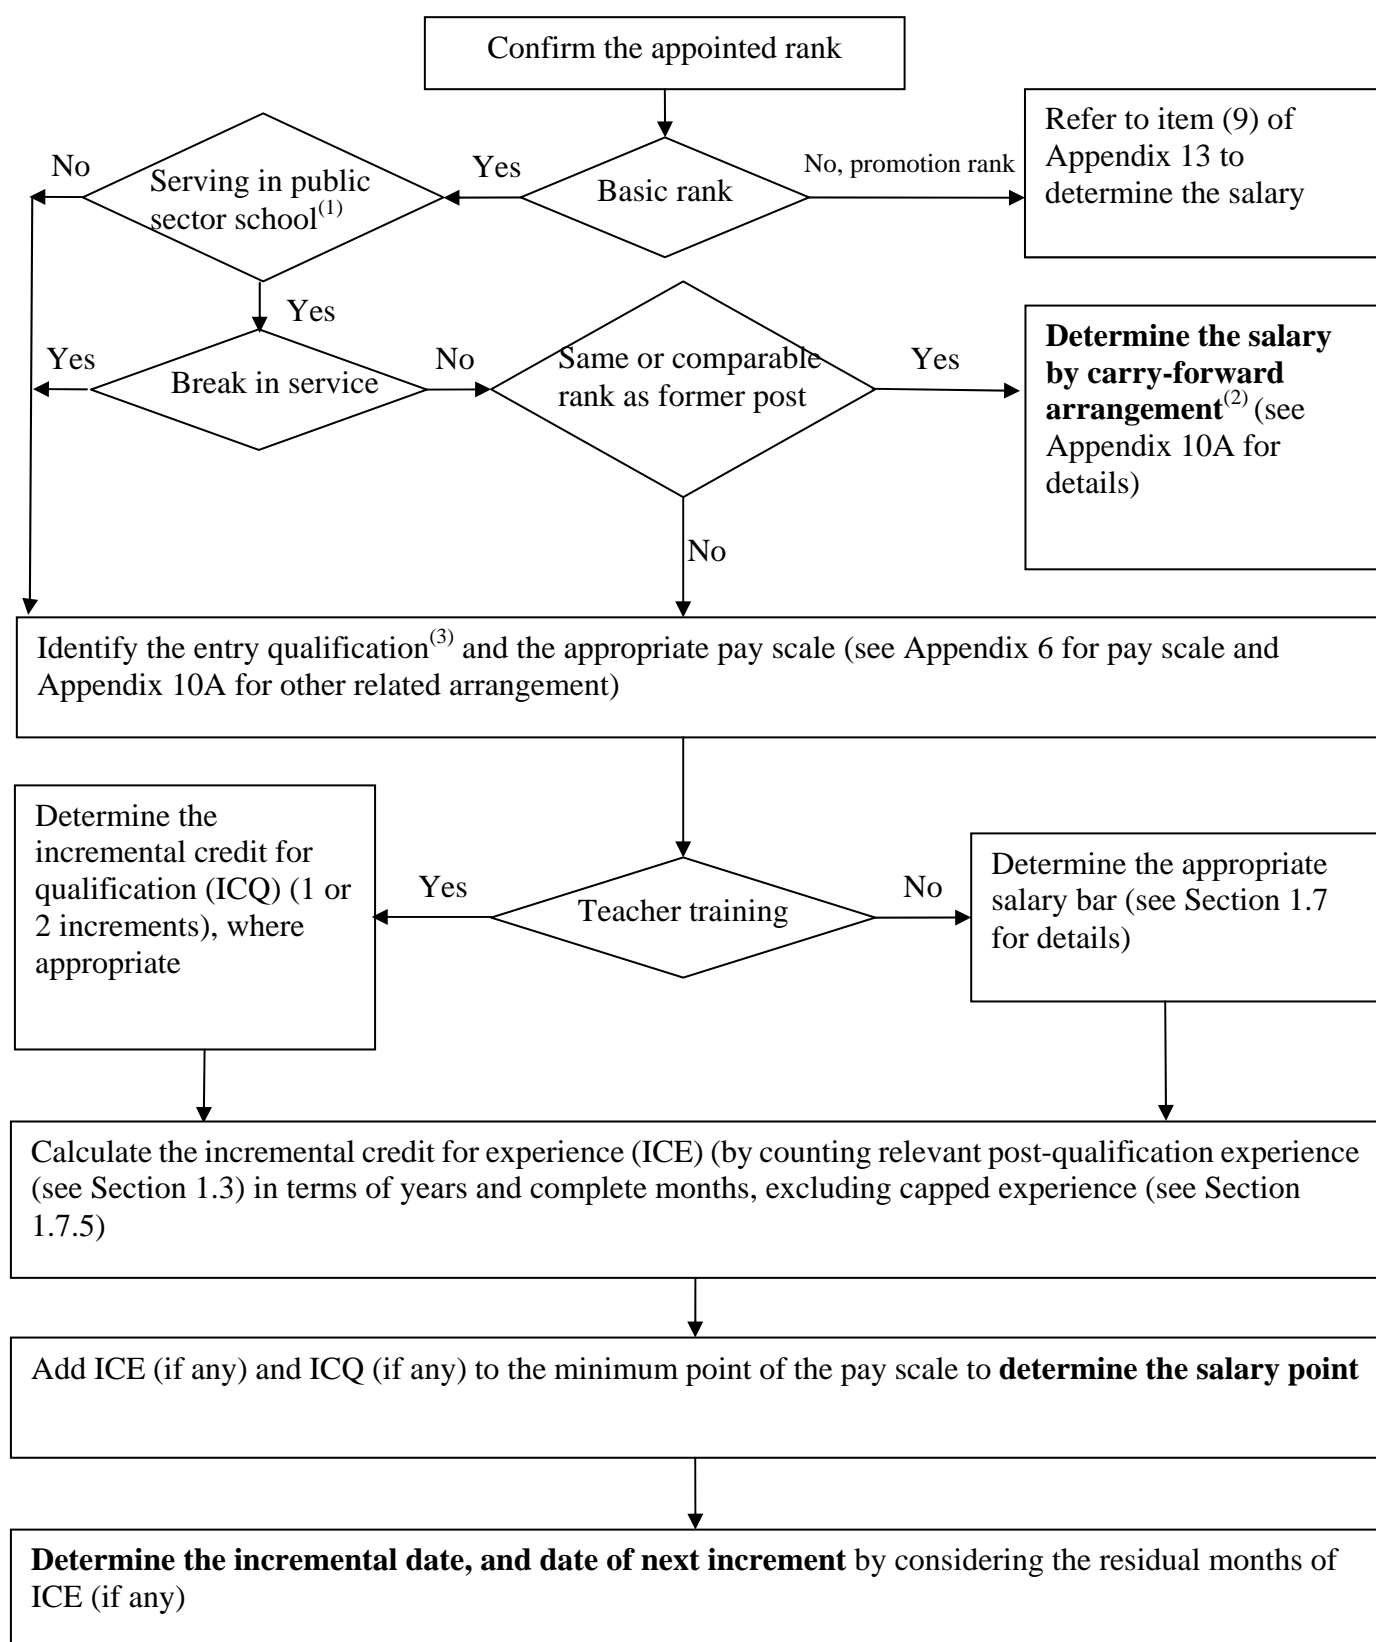 Confirm the appointed rank
Refer to item (9) of
Appendix 13 to
determine the salary
No
Serving in public
sector school(1)
Yes
Basic rank
No, promotion rank
Yes
Yes
Break in service
No
Same or comparable
rank as former post
Yes
Determine the salary
by carry-forward
arrangement(2) (see
Appendix 10A for
details)
No
Identify the entry qualification(3) and the appropriate pay scale (see Appendix 6 for pay scale and
Appendix 10A for other related arrangement)
Determine the
incremental credit for
qualification (ICQ) (1 or
2 increments), where
appropriate
Yes
Teacher training
No
Determine the appropriate
salary bar (see Section 1.7
for details)
Calculate the incremental credit for experience (ICE) (by counting relevant post-qualification experience
(see Section 1.3) in terms of years and complete months, excluding capped experience (see Section
1.7.5)
Add ICE (if any) and ICQ (if any) to the minimum point of the pay scale to determine the salary point
Determine the incremental date, and date of next increment by considering the residual months of
ICE (if any)